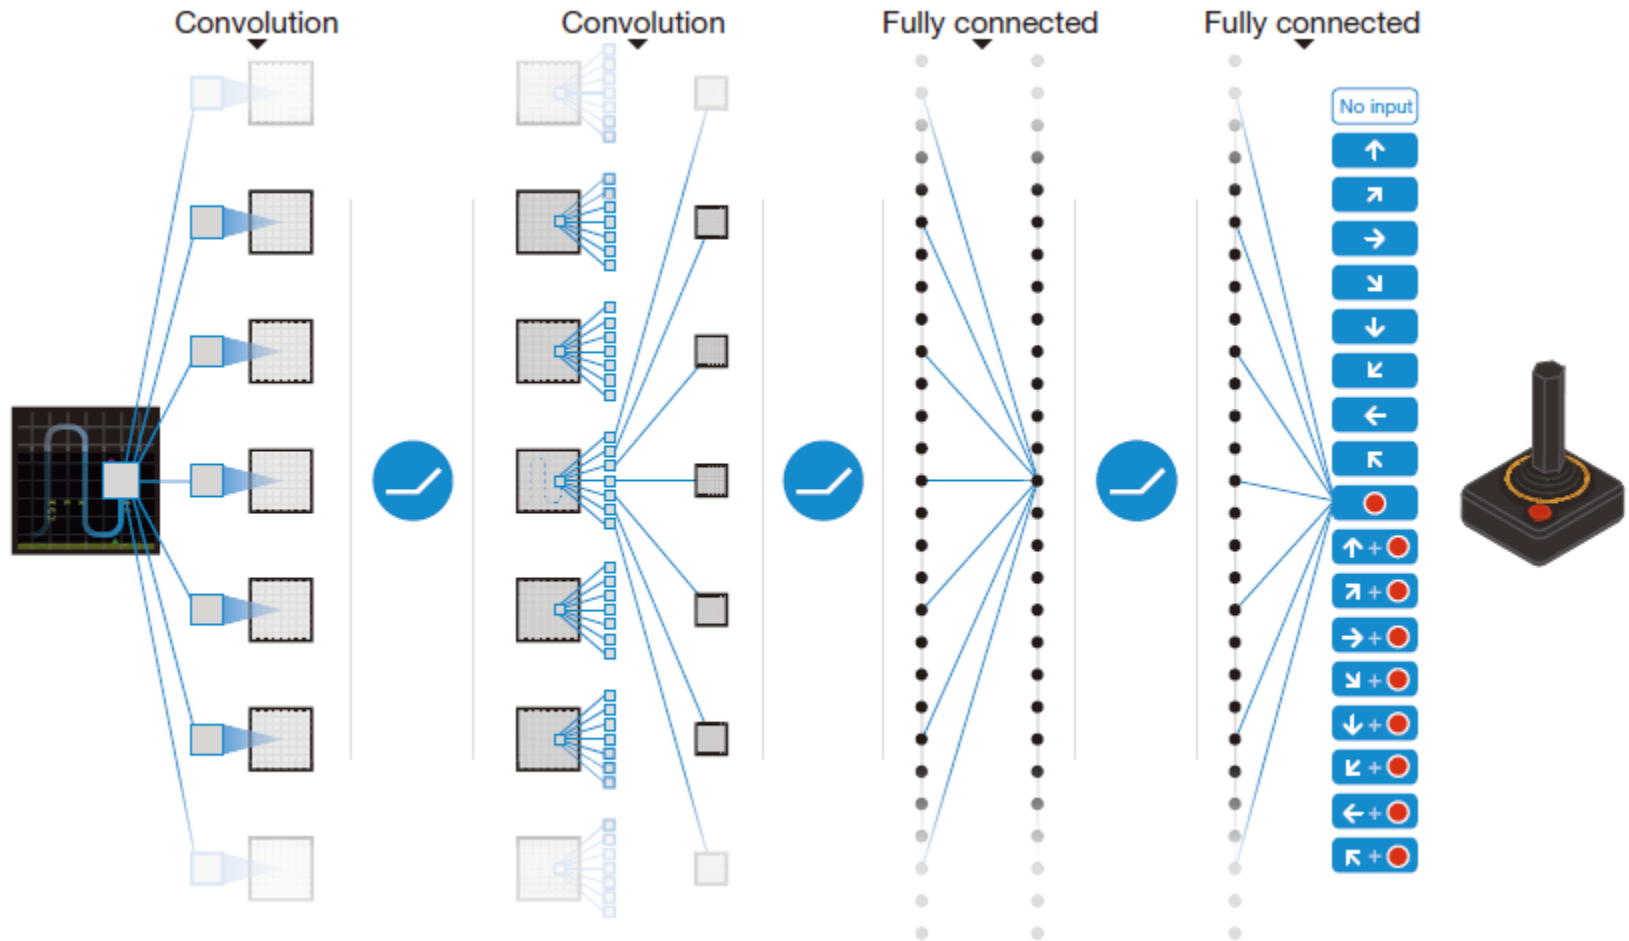 Convolution
Convolution
Fully connected
Fully connected
No input
+
+
+
+
+
+
+
+